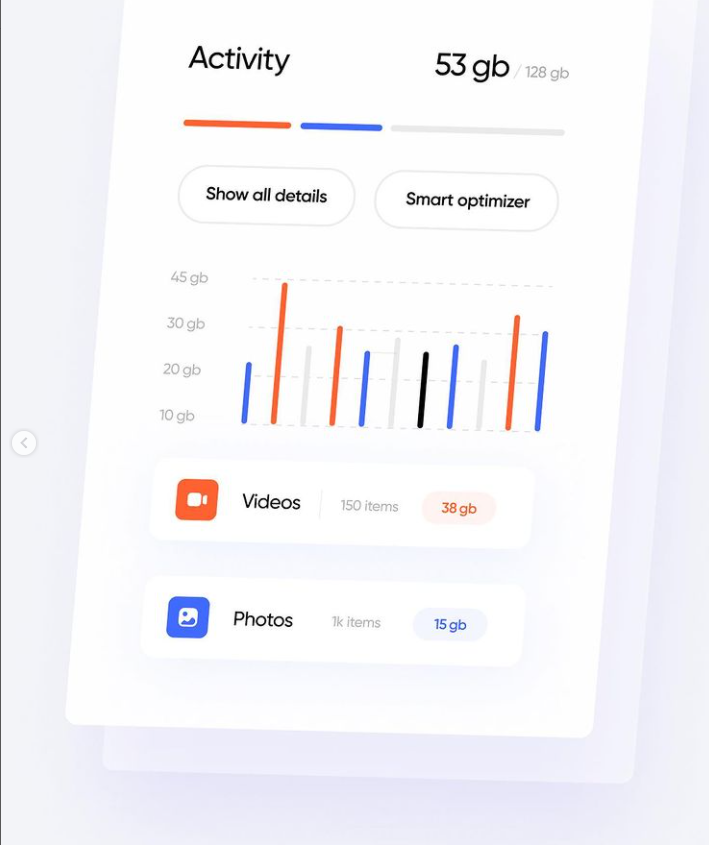 Activity
53 gb / 128 gb
Show all details
Smart optimizer
45 gb
30 gb
20 gb
10 gb
Videos 150 items 38 gb
Photos 1k items 15 gb